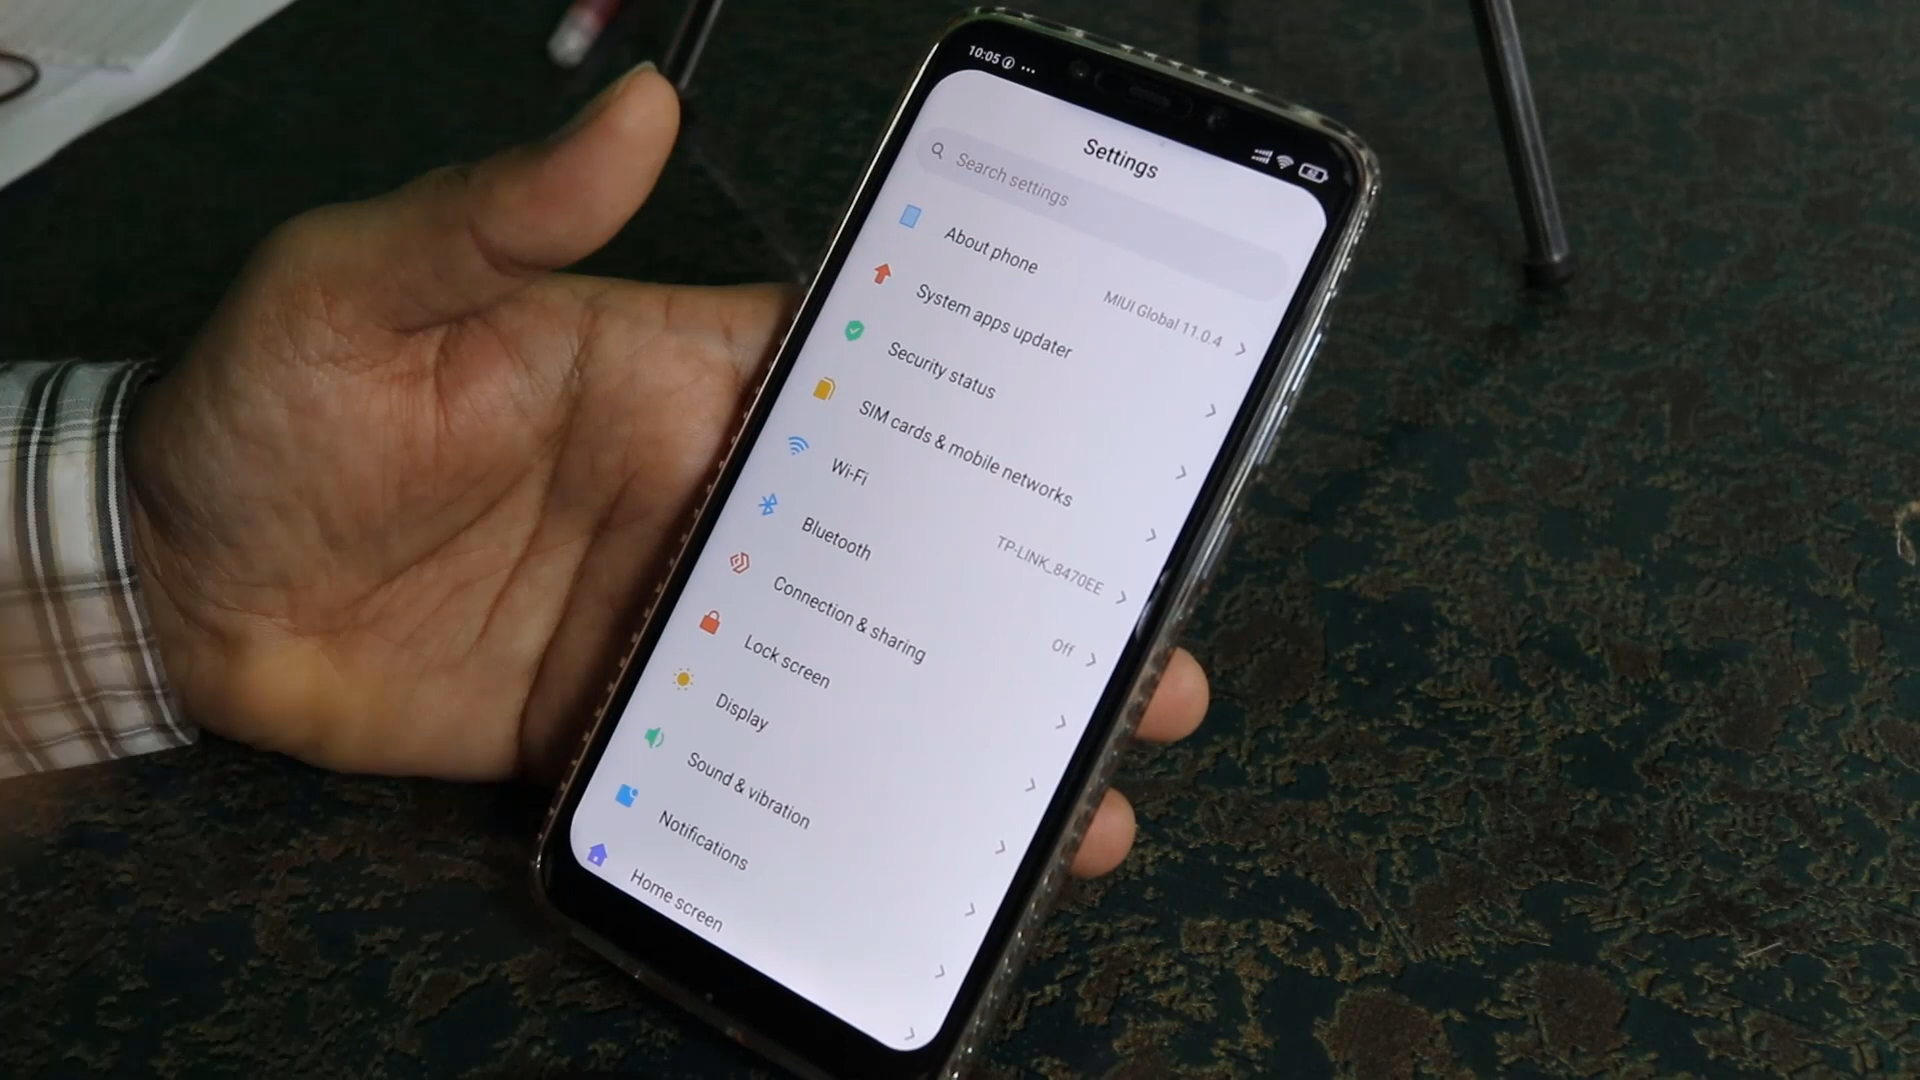 10:05
Settings
Search settings
About phone
MIUI Global 11.0.4
System apps updater
Security status
SIM cards & mobile networks
Wi-Fi
TP-LINK_8470EE
Bluetooth
Off
Connection & sharing
Lock screen
Display
Sound & vibration
Notifications
Home screen